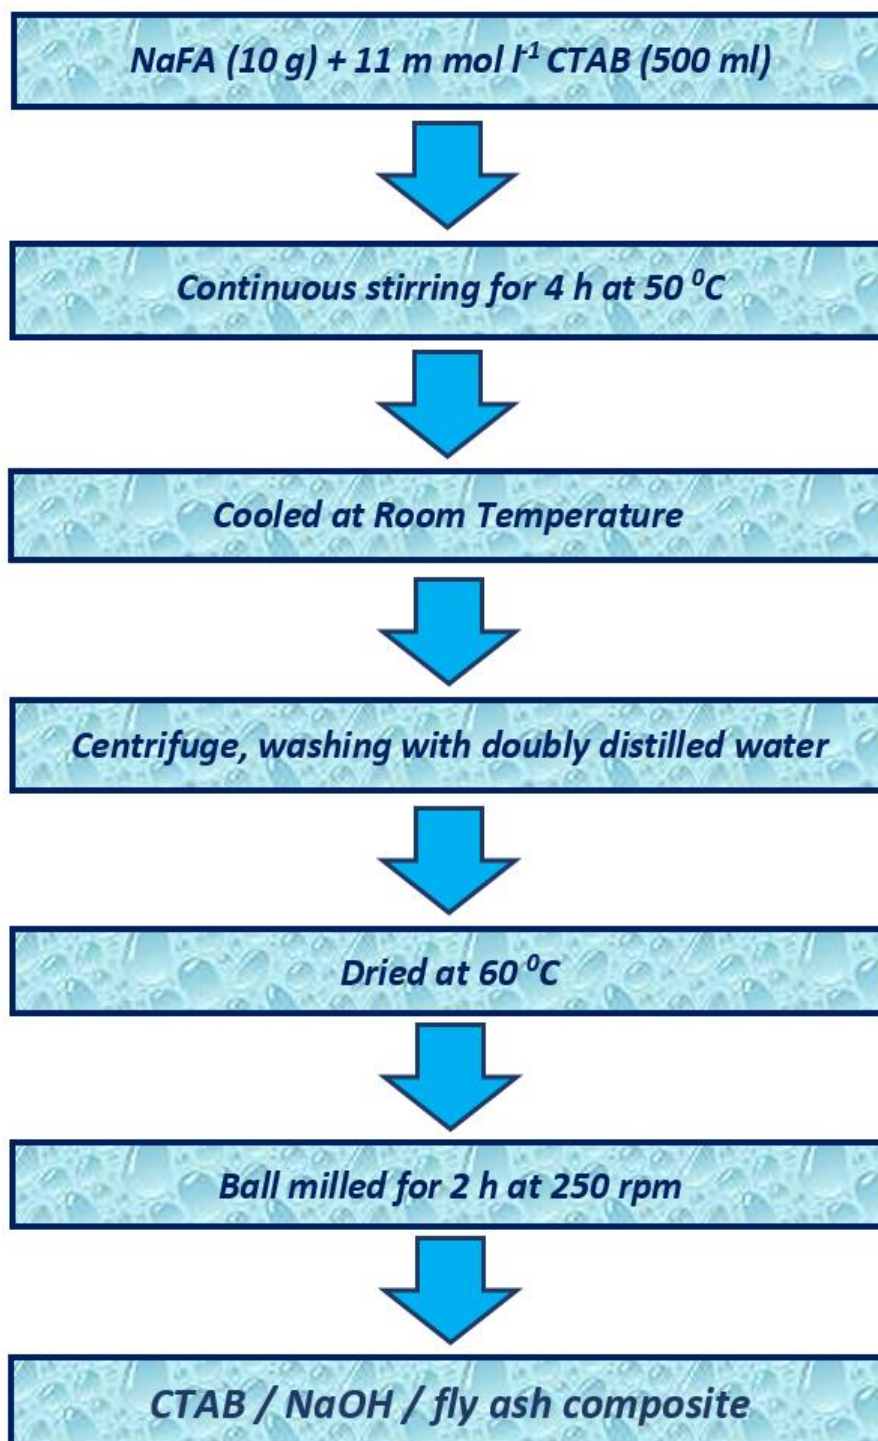 NaFA (10 g) + 11 m mol l⁻¹ CTAB (500 ml)
Continuous stirring for 4 h at 50 ⁰C
Cooled at Room Temperature
Centrifuge, washing with doubly distilled water
Dried at 60 ⁰C
Ball milled for 2 h at 250 rpm
CTAB / NaOH / fly ash composite